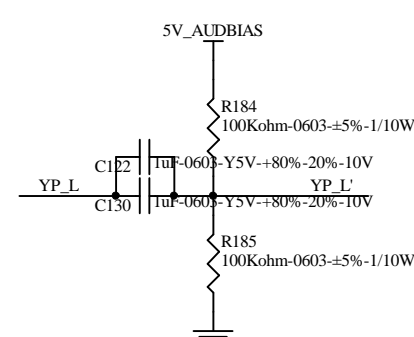 5V_AUDBIAS
R184
100Kohm-0603-±5%-1/10W
C122
1uF-0603-Y5V-+80%-20%-10V
YP_L
YP_L'
C130
1uF-0603-Y5V-+80%-20%-10V
R185
100Kohm-0603-±5%-1/10W